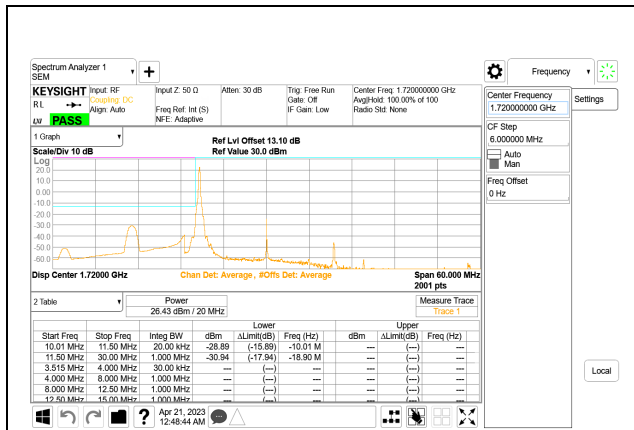 Spectrum Analyzer 1
SEM
+
Frequency
KEYSIGHT
RL
PASS
Input: RF
Coupling: DC
Align: Auto
Input Z: 50 Ω
Freq Ref: Int (S)
NFE: Adaptive
Atten: 30 dB
Trig: Free Run
Gate: Off
IF Gain: Low
Center Freq: 1.720000000 GHz
Avg|Hold: 100.00% of 100
Radio Std: None
Center Frequency
1.720000000 GHz
Settings
CF Step
6.000000 MHz
Auto
Man
Freq Offset
0 Hz
1 Graph
Scale/Div 10 dB
Ref Lvl Offset 13.10 dB
Ref Value 30.0 dBm
Log
20.0
10.0
0.00
-10.0
-20.0
-30.0
-40.0
-50.0
-60.0
Disp Center 1.72000 GHz
Chan Det: Average , #Offs Det: Average
Span 60.000 MHz
2001 pts
2 Table
Power
26.43 dBm / 20 MHz
Measure Trace
Trace 1
Lower Upper
Start Freq Stop Freq Integ BW dBm ΔLimit(dB) Freq (Hz) dBm ΔLimit(dB) Freq (Hz)
10.01 MHz 11.50 MHz 20.00 kHz -28.89 (-15.89) -10.01 M --- (---) ---
11.50 MHz 30.00 MHz 1.000 MHz -30.94 (-17.94) -18.90 M --- (---) ---
3.515 MHz 4.000 MHz 30.00 kHz --- (---) --- --- (---) ---
4.000 MHz 8.000 MHz 1.000 MHz --- (---) --- --- (---) ---
8.000 MHz 12.50 MHz 1.000 MHz --- (---) --- --- (---) ---
12.50 MHz 15.00 MHz 1.000 MHz --- (---) --- --- (---) ---
Local
?
Apr 21, 2023
12:48:44 AM